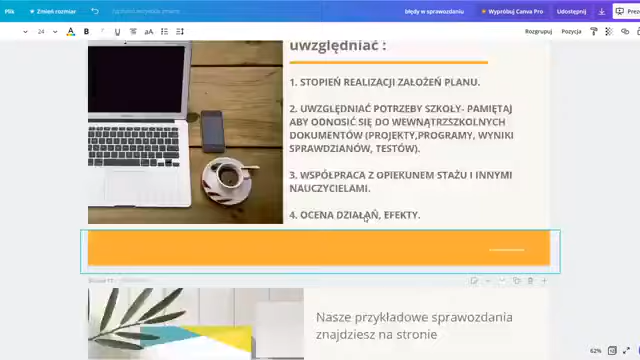 Plik
Zmień rozmiar
błędy w sprawozdaniu
Wypróbuj Canva Pro
Udostępnij
24
A
B
U
aA
Rozgrupuj
Pozycja
uwzględniać :
1. STOPIEŃ REALIZACJI ZAŁOŻEŃ PLANU.
2. UWZGLĘDNIAĆ POTRZEBY SZKOŁY- PAMIĘTAJ
ABY ODNOSIĆ SIĘ DO WEWNĄTRZSZKOLNYCH
DOKUMENTÓW (PROJEKTY,PROGRAMY, WYNIKI
SPRAWDZIANÓW, TESTÓW).
3. WSPÓŁPRACA Z OPIEKUNEM STAŻU I INNYMI
NAUCZYCIELAMI.
4. OCENA DZIAŁAŃ, EFEKTY.
Nasze przykładowe sprawozdania
znajdziesz na stronie
62%